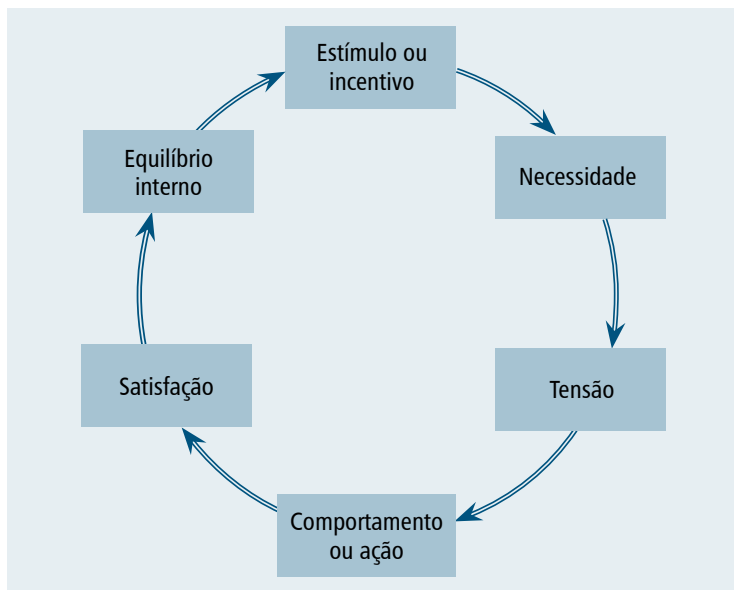 Estímulo ou
incentivo
Necessidade
Tensão
Comportamento
ou ação
Satisfação
Equilíbrio
interno